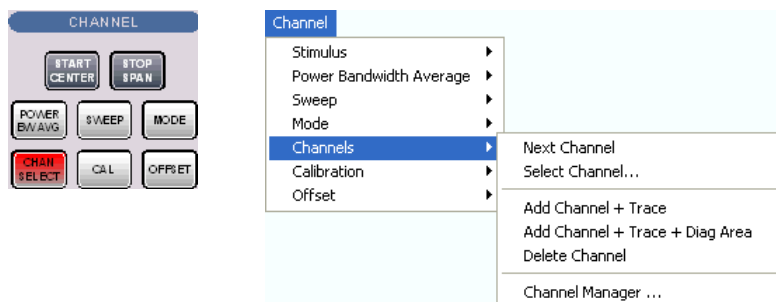 CHANNEL
START CENTER
STOP SPAN
POWER BW AVG
SWEEP
MODE
CHAN SELECT
CAL
OFFSET
Channel
Stimulus
Power Bandwidth Average
Sweep
Mode
Channels
Calibration
Offset
Next Channel
Select Channel...
Add Channel + Trace
Add Channel + Trace + Diag Area
Delete Channel
Channel Manager ...